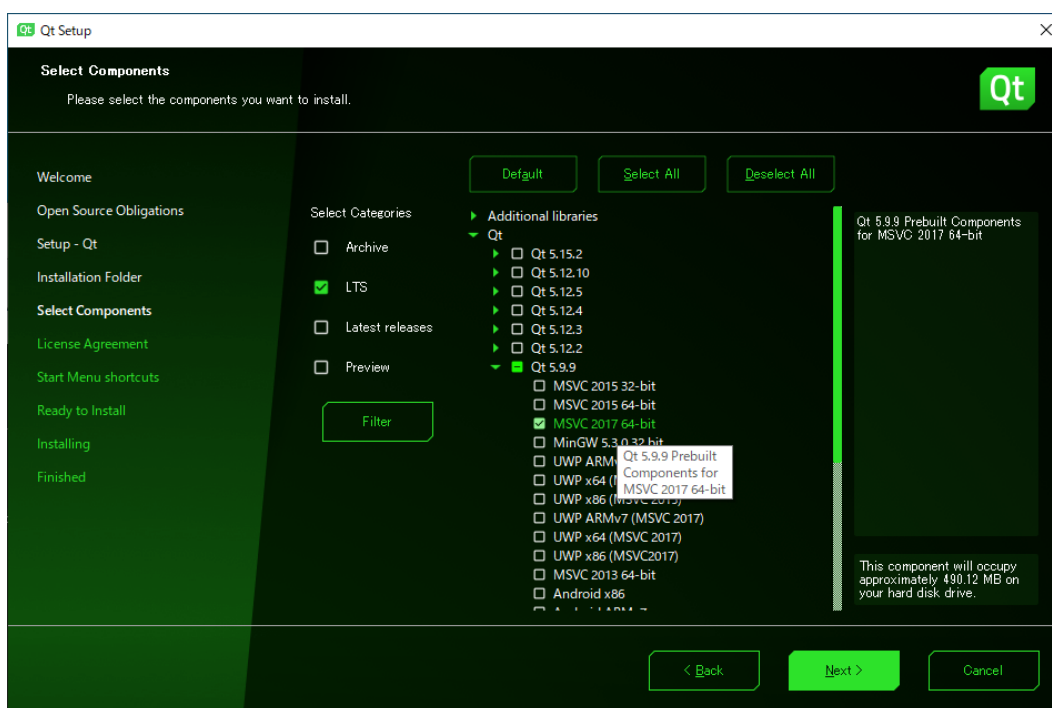 Qt Qt Setup
Select Components
Please select the components you want to install.
Qt
Welcome
Open Source Obligations
Setup - Qt
Installation Folder
Select Components
License Agreement
Start Menu shortcuts
Ready to Install
Installing
Finished
Select Categories
Archive
LTS
Latest releases
Preview
Filter
Default Select All Deselect All
Additional libraries
Qt
Qt 5.15.2
Qt 5.12.10
Qt 5.12.5
Qt 5.12.4
Qt 5.12.3
Qt 5.12.2
Qt 5.9.9
MSVC 2015 32-bit
MSVC 2015 64-bit
MSVC 2017 64-bit
MinGW 5.3.0 32 bit
UWP
UWP x64
UWP x86
UWP ARMv7 (MSVC 2017)
UWP x64 (MSVC 2017)
UWP x86 (MSVC2017)
MSVC 2013 64-bit
Android x86
Qt 5.9.9 Prebuilt
Components for
MSVC 2017 64-bit
Qt 5.9.9 Prebuilt Components
for MSVC 2017 64-bit
This component will occupy
approximately 490.12 MB on
your hard disk drive.
< Back Next > Cancel